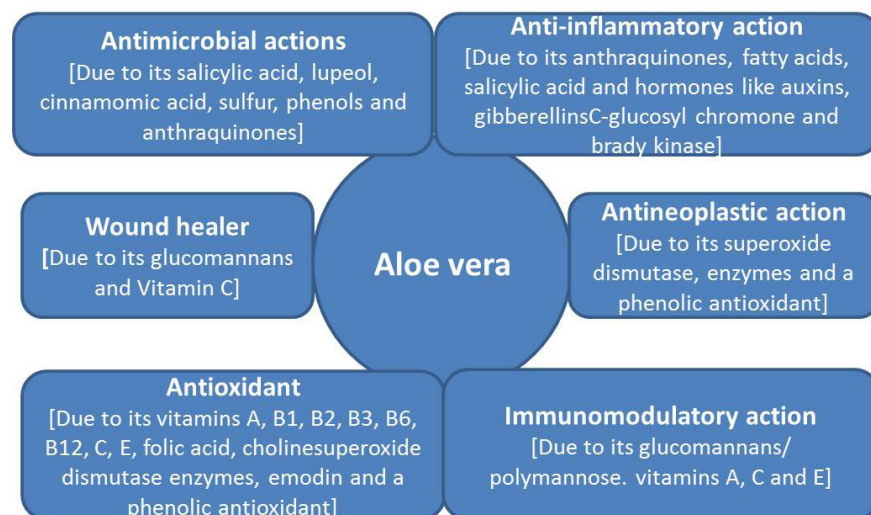 Antimicrobial actions
[Due to its salicylic acid, lupeol,
cinnamomic acid, sulfur, phenols and
anthraquinones]
Anti-inflammatory action
[Due to its anthraquinones, fatty acids,
salicylic acid and hormones like auxins,
gibberellinsC-glucosyl chromone and
brady kinase]
Wound healer
[Due to its glucomannans
and Vitamin C]
Aloe vera
Antineoplastic action
[Due to its superoxide
dismutase, enzymes and a
phenolic antioxidant]
Antioxidant
[Due to its vitamins A, B1, B2, B3, B6,
B12, C, E, folic acid, cholinesuperoxide
dismutase enzymes, emodin and a
phenolic antioxidant]
Immunomodulatory action
[Due to its glucomannans/
polymannose. vitamins A, C and E]